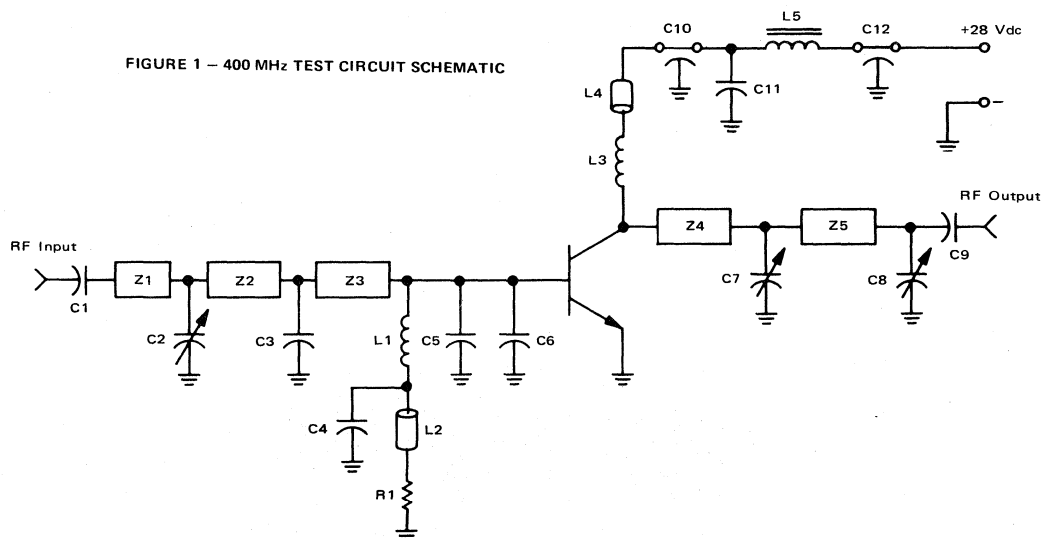 FIGURE 1 – 400 MHz TEST CIRCUIT SCHEMATIC
C10
L5
C12
+28 Vdc
L4
C11
–
L3
RF Output
RF Input
Z4
Z5
C9
Z1
Z2
Z3
C7
C8
C1
C2
C3
L1
C5
C6
C4
L2
R1